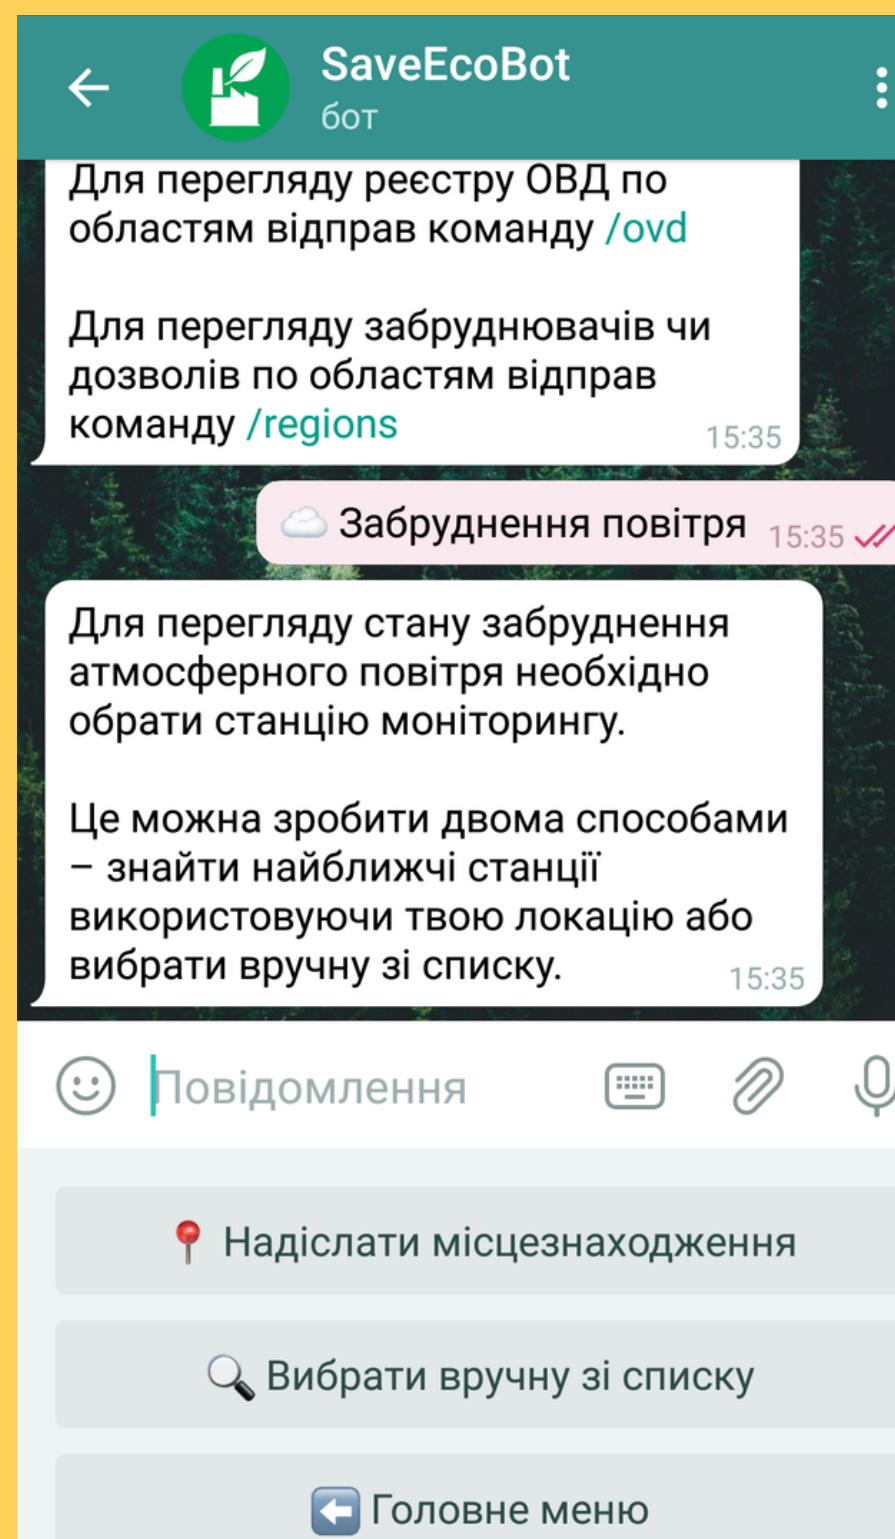 SaveEcoBot
бот
Для перегляду реєстру ОВД по
областям відправ команду /ovd
Для перегляду забруднювачів чи
дозволів по областям відправ
команду /regions
15:35
Забруднення повітря 15:35
Для перегляду стану забруднення
атмосферного повітря необхідно
обрати станцію моніторингу.
Це можна зробити двома способами
– знайти найближчі станції
використовуючи твою локацію або
вибрати вручну зі списку.
15:35
Повідомлення
Надіслати місцезнаходження
Вибрати вручну зі списку
Головне меню